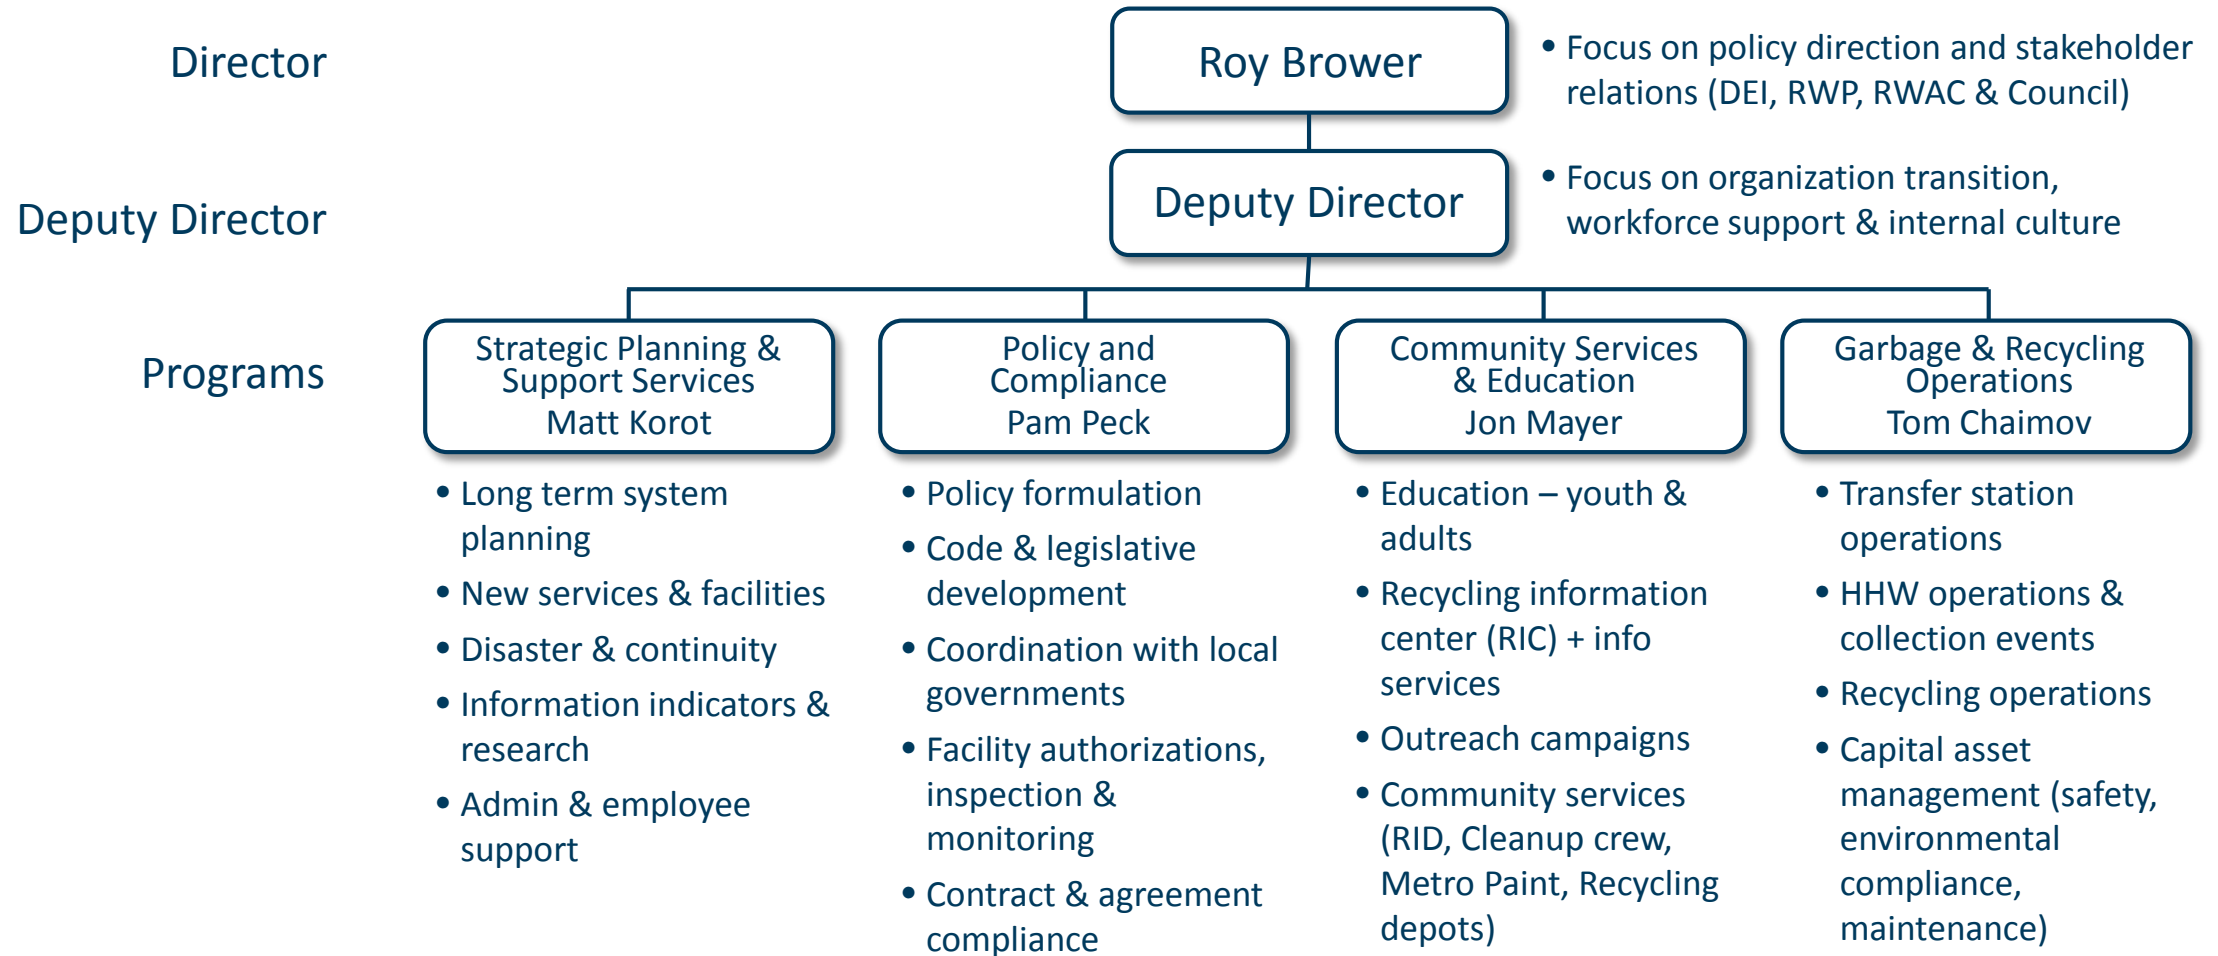 Director
Roy Brower
• Focus on policy direction and stakeholder
relations (DEI, RWP, RWAC & Council)
Deputy Director
Deputy Director
• Focus on organization transition,
workforce support & internal culture
Programs
Strategic Planning &
Support Services
Matt Korot
• Long term system
planning
• New services & facilities
• Disaster & continuity
• Information indicators &
research
• Admin & employee
support
Policy and
Compliance
Pam Peck
• Policy formulation
• Code & legislative
development
• Coordination with local
governments
• Facility authorizations,
inspection &
monitoring
• Contract & agreement
compliance
Community Services
& Education
Jon Mayer
• Education – youth &
adults
• Recycling information
center (RIC) + info
services
• Outreach campaigns
• Community services
(RID, Cleanup crew,
Metro Paint, Recycling
depots)
Garbage & Recycling
Operations
Tom Chaimov
• Transfer station
operations
• HHW operations &
collection events
• Recycling operations
• Capital asset
management (safety,
environmental
compliance,
maintenance)